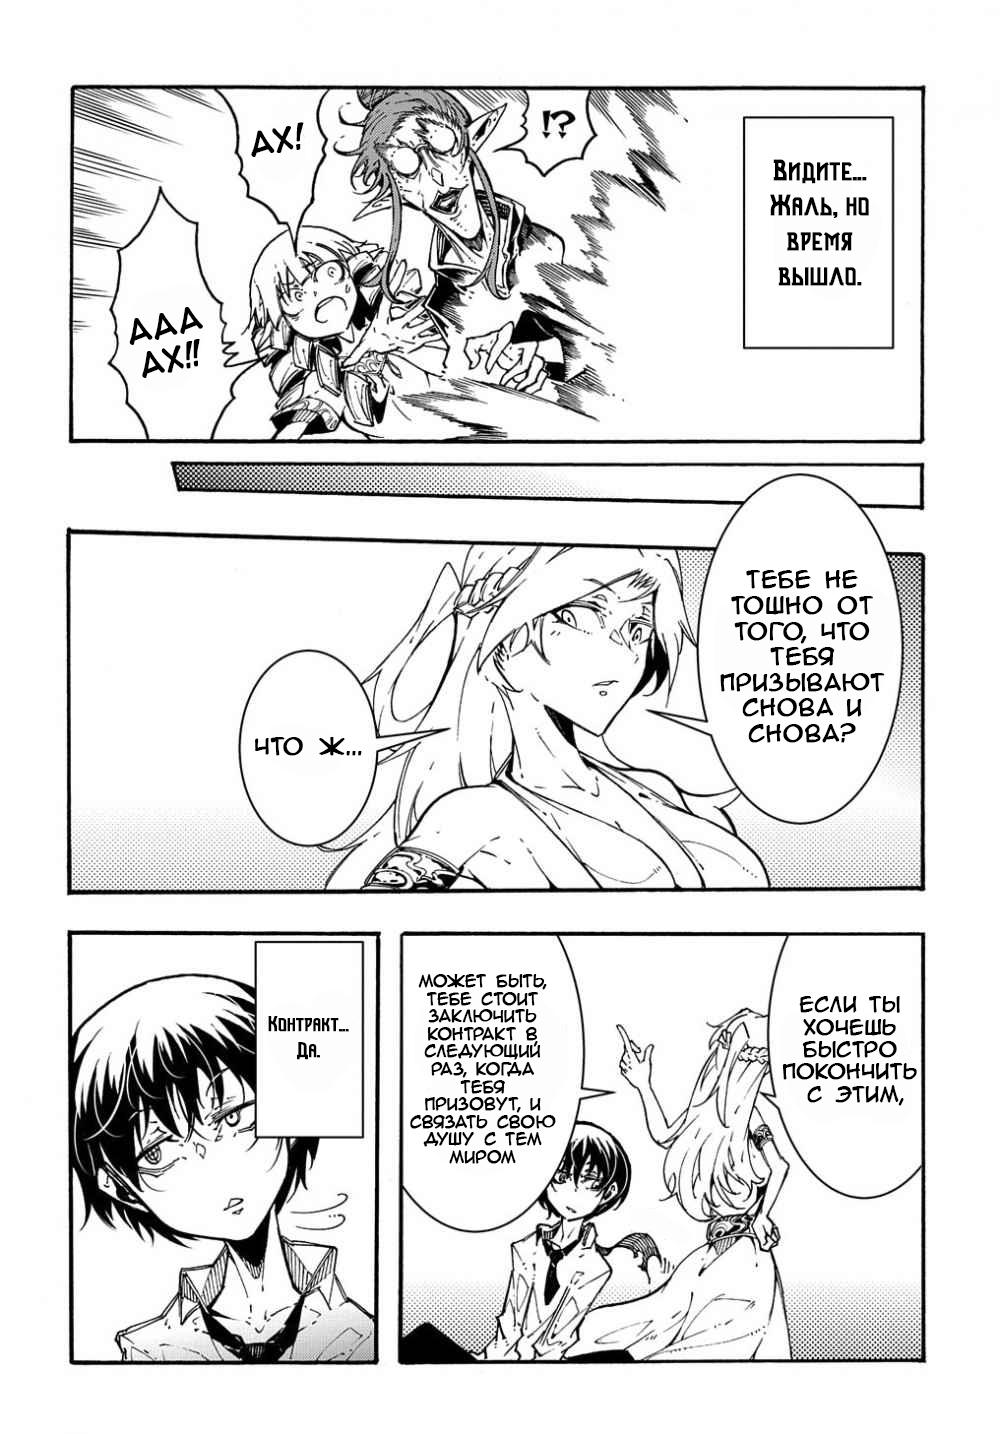 Видите...
Жаль, но
время
вышло.
!?
АХ!
ААА
АХ!!
ТЕБЕ НЕ
ТОШНО ОТ
ТОГО, ЧТО
ТЕБЯ
ПРИЗЫВАЮТ
СНОВА И
СНОВА?
ЧТО Ж...
ЕСЛИ ТЫ
ХОЧЕШЬ
БЫСТРО
ПОКОНЧИТЬ
С ЭТИМ,
МОЖЕТ БЫТЬ,
ТЕБЕ СТОИТ
ЗАКЛЮЧИТЬ
КОНТРАКТ В
СЛЕДУЮЩИЙ
РАЗ, КОГДА
ТЕБЯ
ПРИЗОВУТ, И
СВЯЗАТЬ СВОЮ
ДУШУ С ТЕМ
МИРОМ
Контракт...
Да.